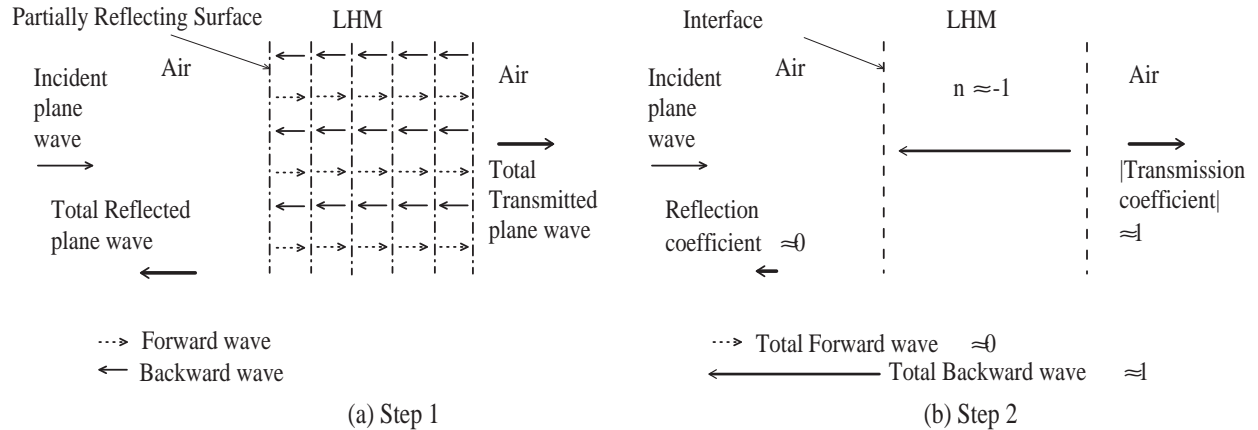 Partially Reflecting Surface
LHM
Air
Air
Incident
plane
wave
Total Reflected
plane wave
Total
Transmitted
plane wave
Forward wave
Backward wave
(a) Step 1
Interface
LHM
Air
Air
n ≈-1
Incident
plane
wave
Reflection
coefficient ≈0
|Transmission
coefficient|
≈1
Total Forward wave ≈0
Total Backward wave ≈1
(b) Step 2